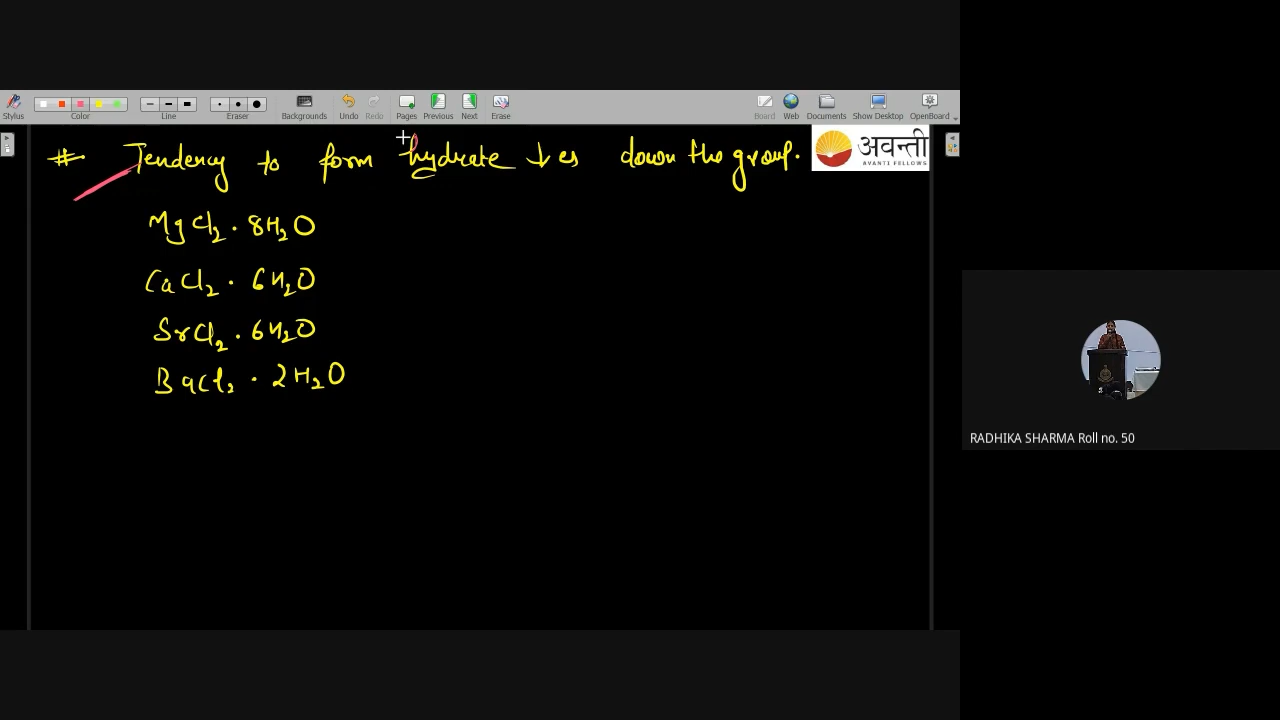 Stylus Color Line Eraser Backgrounds Undo Redo Pages Previous Next Erase Board Web Documents Show Desktop OpenBoard
# Tendency to form hydrate ↓es down the group.
अवन्ती
AVANTI FELLOWS
MgCl₂ · 8H₂O
CaCl₂ · 6H₂O
SrCl₂ · 6H₂O
BaCl₂ · 2H₂O
RADHIKA SHARMA Roll no. 50